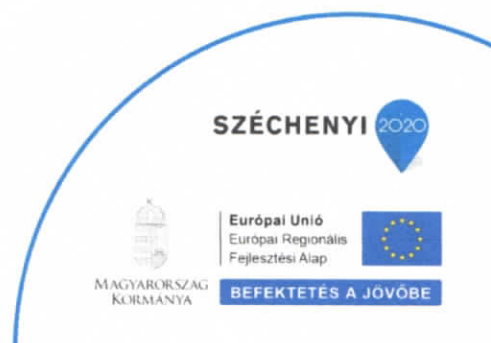 SZÉCHENYI 2020
Európai Unió
Európai Regionális
Fejlesztési Alap
MAGYARORSZÁG
KORMÁNYA
BEFEKTETÉS A JÖVŐBE